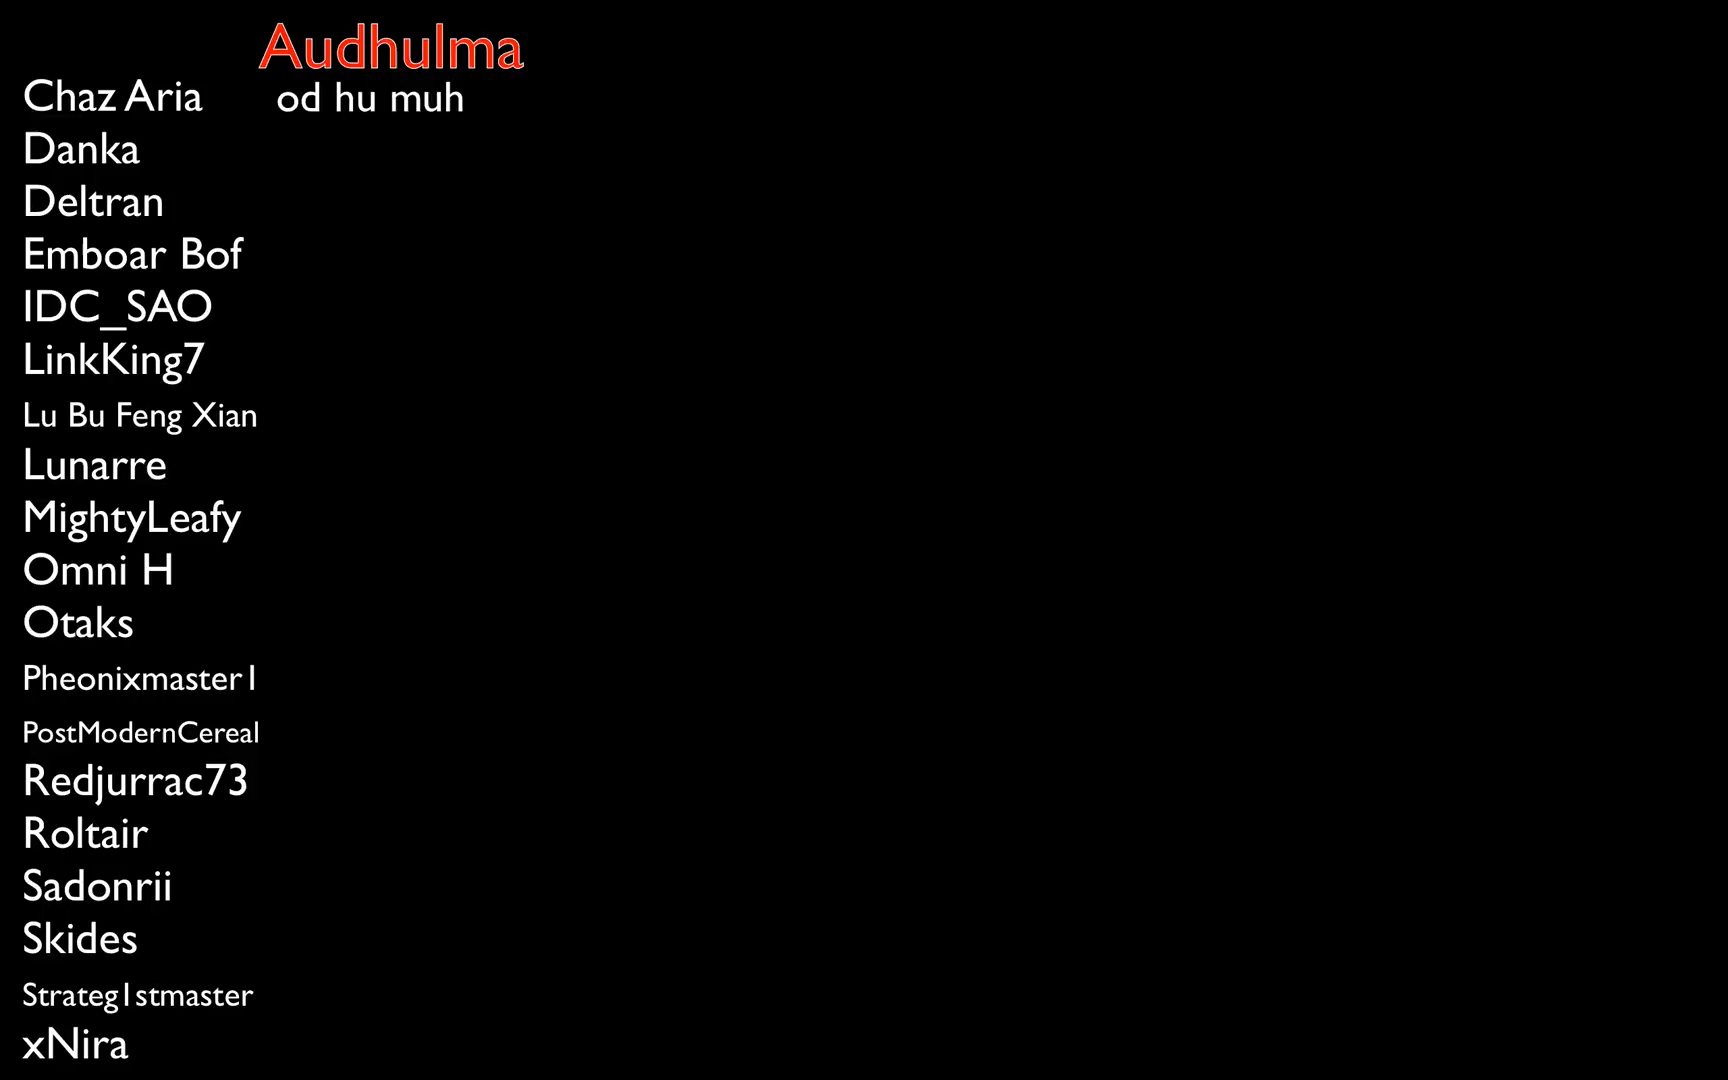 Audhulma
Chaz Aria od hu muh
Danka
Deltran
Emboar Bof
IDC_SAO
LinkKing7
Lu Bu Feng Xian
Lunarre
MightyLeafy
Omni H
Otaks
Pheonixmaster1
PostModernCereal
Redjurrac73
Roltair
Sadonrii
Skides
Strateg1stmaster
xNira